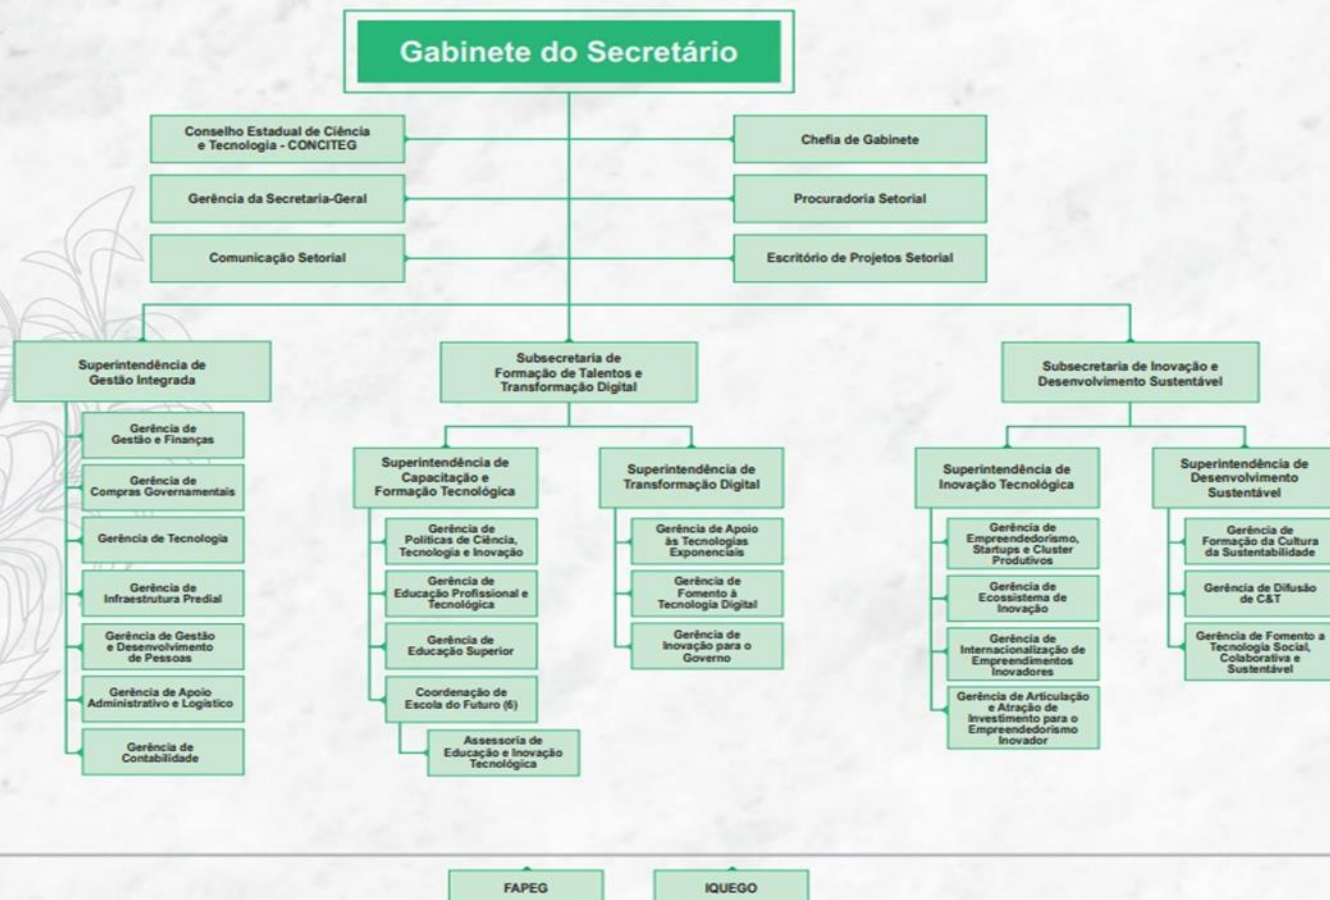 Gabinete do Secretário
Conselho Estadual de Ciência
e Tecnologia - CONCITEG
Chefia de Gabinete
Gerência da Secretaria-Geral
Procuradoria Setorial
Comunicação Setorial
Escritório de Projetos Setorial
Superintendência de
Gestão Integrada
Gerência de
Gestão e Finanças
Gerência de
Compras Governamentais
Gerência de Tecnologia
Gerência de
Infraestrutura Predial
Gerência de Gestão
e Desenvolvimento
de Pessoas
Gerência de Apoio
Administrativo e Logístico
Gerência de
Contabilidade
Subsecretaria de
Formação de Talentos e
Transformação Digital
Superintendência de
Capacitação e
Formação Tecnológica
Gerência de
Políticas de Ciência,
Tecnologia e Inovação
Gerência de
Educação Profissional e
Tecnológica
Gerência de
Educação Superior
Coordenação de
Escola do Futuro (6)
Assessoria de
Educação e Inovação
Tecnológica
Superintendência de
Transformação Digital
Gerência de Apoio
às Tecnologias
Exponenciais
Gerência de
Fomento à
Tecnologia Digital
Gerência de
Inovação para o
Governo
Subsecretaria de Inovação e
Desenvolvimento Sustentável
Superintendência de
Inovação Tecnológica
Gerência de
Empreendedorismo,
Startups e Cluster
Produtivos
Gerência de
Ecossistema de
Inovação
Gerência de
Internacionalização de
Empreendimentos
Inovadores
Gerência de Articulação
e Atração de
Investimento para o
Empreendedorismo
Inovador
Superintendência de
Desenvolvimento
Sustentável
Gerência de
Formação da Cultura
da Sustentabilidade
Gerência de Difusão
de C&T
Gerência de Fomento a
Tecnologia Social,
Colaborativa e
Sustentável
FAPEG
IQUEGO